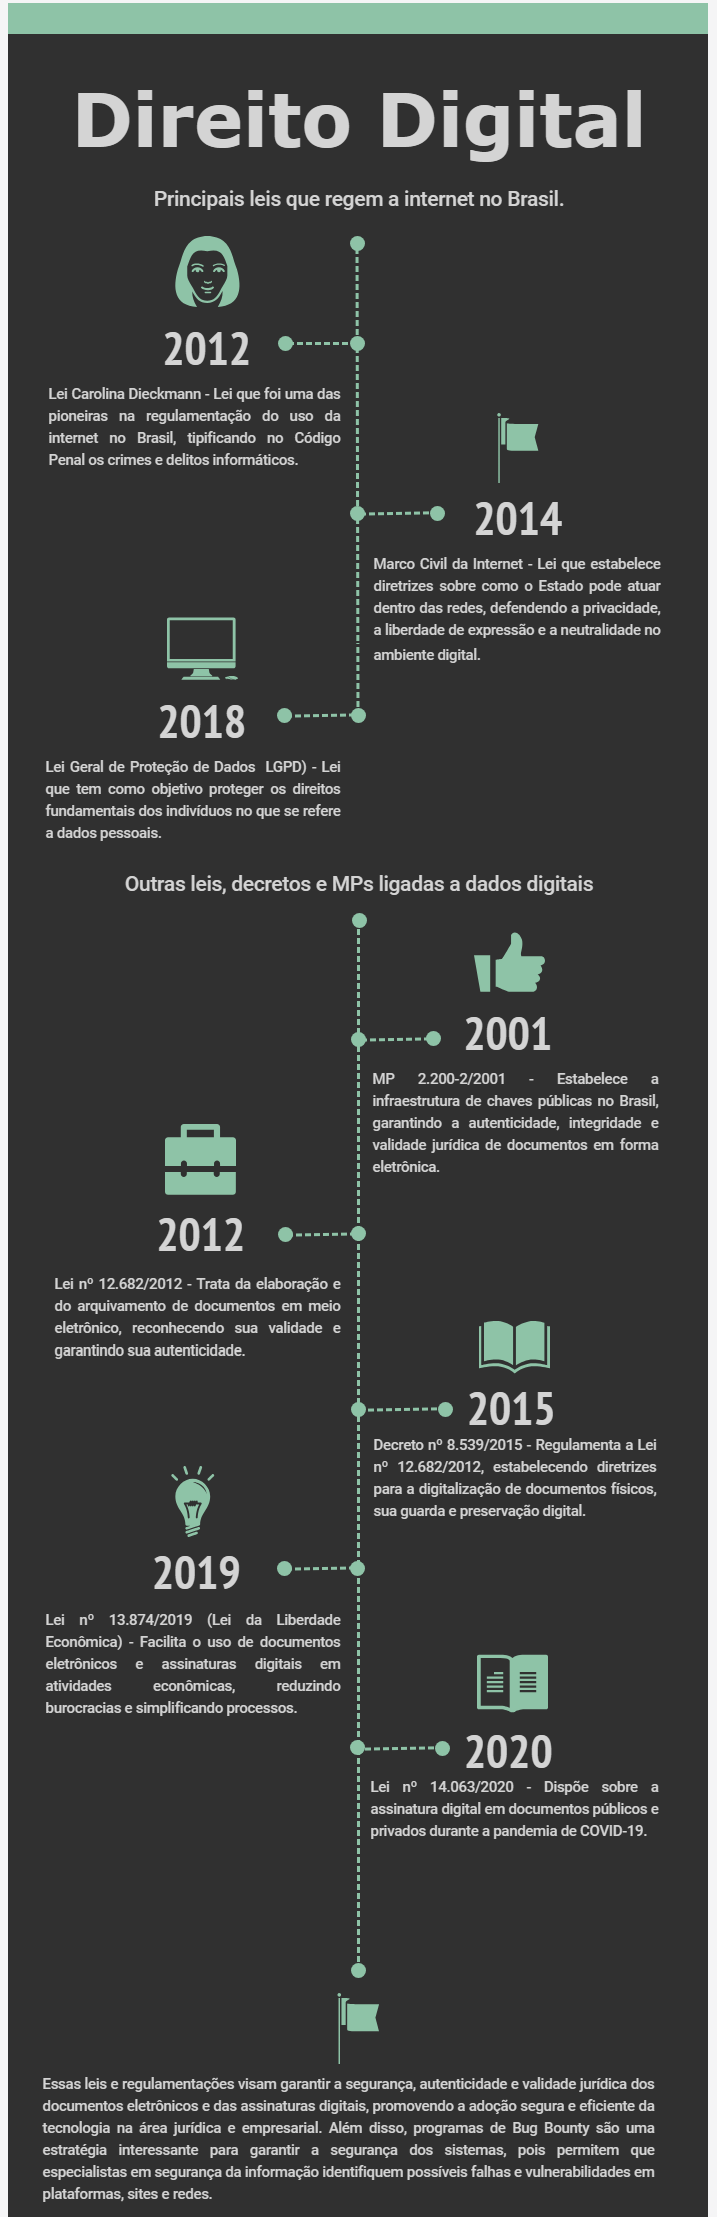 Direito Digital
Principais leis que regem a internet no Brasil.
2012
Lei Carolina Dieckmann - Lei que foi uma das
pioneiras na regulamentação do uso da
internet no Brasil, tipificando no Código
Penal os crimes e delitos informáticos.
2014
Marco Civil da Internet - Lei que estabelece
diretrizes sobre como o Estado pode atuar
dentro das redes, defendendo a privacidade,
a liberdade de expressão e a neutralidade no
ambiente digital.
2018
Lei Geral de Proteção de Dados  LGPD) - Lei
que tem como objetivo proteger os direitos
fundamentais dos indivíduos no que se refere
a dados pessoais.
Outras leis, decretos e MPs ligadas a dados digitais
2001
MP 2.200-2/2001 - Estabelece a
infraestrutura de chaves públicas no Brasil,
garantindo a autenticidade, integridade e
validade jurídica de documentos em forma
eletrônica.
2012
Lei nº 12.682/2012 - Trata da elaboração e
do arquivamento de documentos em meio
eletrônico, reconhecendo sua validade e
garantindo sua autenticidade.
2015
Decreto nº 8.539/2015 - Regulamenta a Lei
nº 12.682/2012, estabelecendo diretrizes
para a digitalização de documentos físicos,
sua guarda e preservação digital.
2019
Lei nº 13.874/2019 (Lei da Liberdade
Econômica) - Facilita o uso de documentos
eletrônicos e assinaturas digitais em
atividades econômicas, reduzindo
burocracias e simplificando processos.
2020
Lei nº 14.063/2020 - Dispõe sobre a
assinatura digital em documentos públicos e
privados durante a pandemia de COVID-19.
Essas leis e regulamentações visam garantir a segurança, autenticidade e validade jurídica dos
documentos eletrônicos e das assinaturas digitais, promovendo a adoção segura e eficiente da
tecnologia na área jurídica e empresarial. Além disso, programas de Bug Bounty são uma
estratégia interessante para garantir a segurança dos sistemas, pois permitem que
especialistas em segurança da informação identifiquem possíveis falhas e vulnerabilidades em
plataformas, sites e redes.